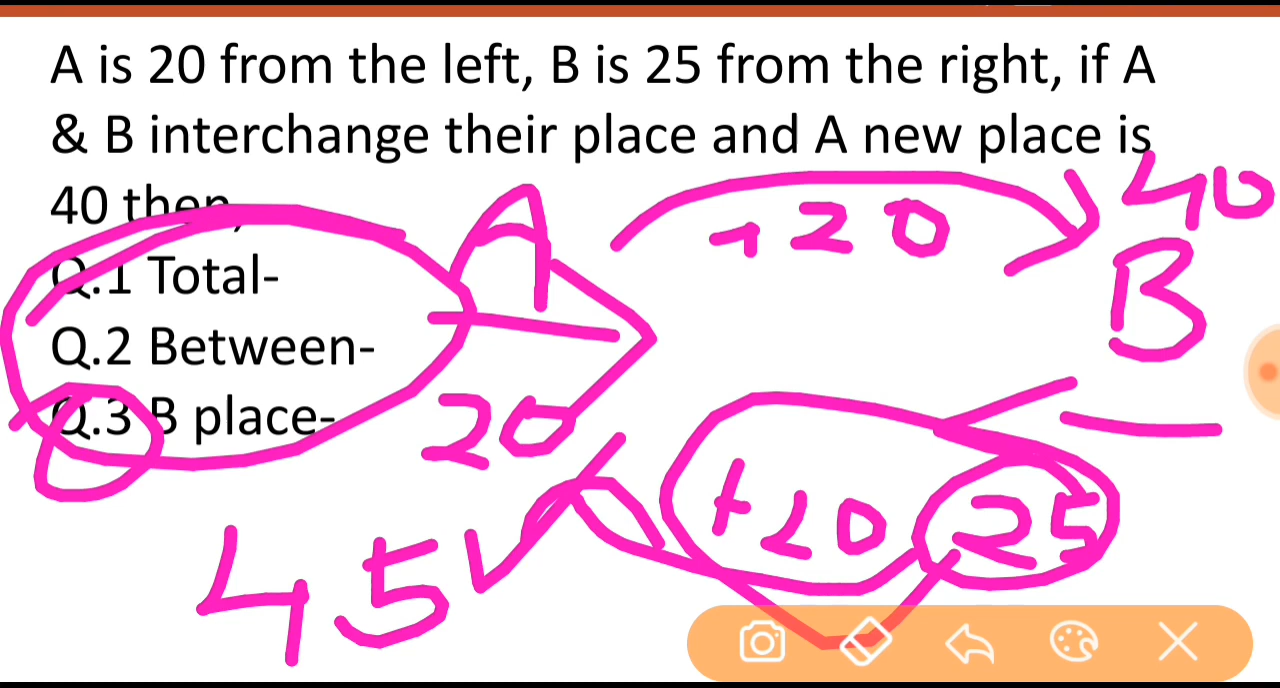 A is 20 from the left, B is 25 from the right, if A
& B interchange their place and A new place is
40 then,
Q.1 Total-
Q.2 Between-
Q.3 B place-
A +20 40
B
20
+20 25
45